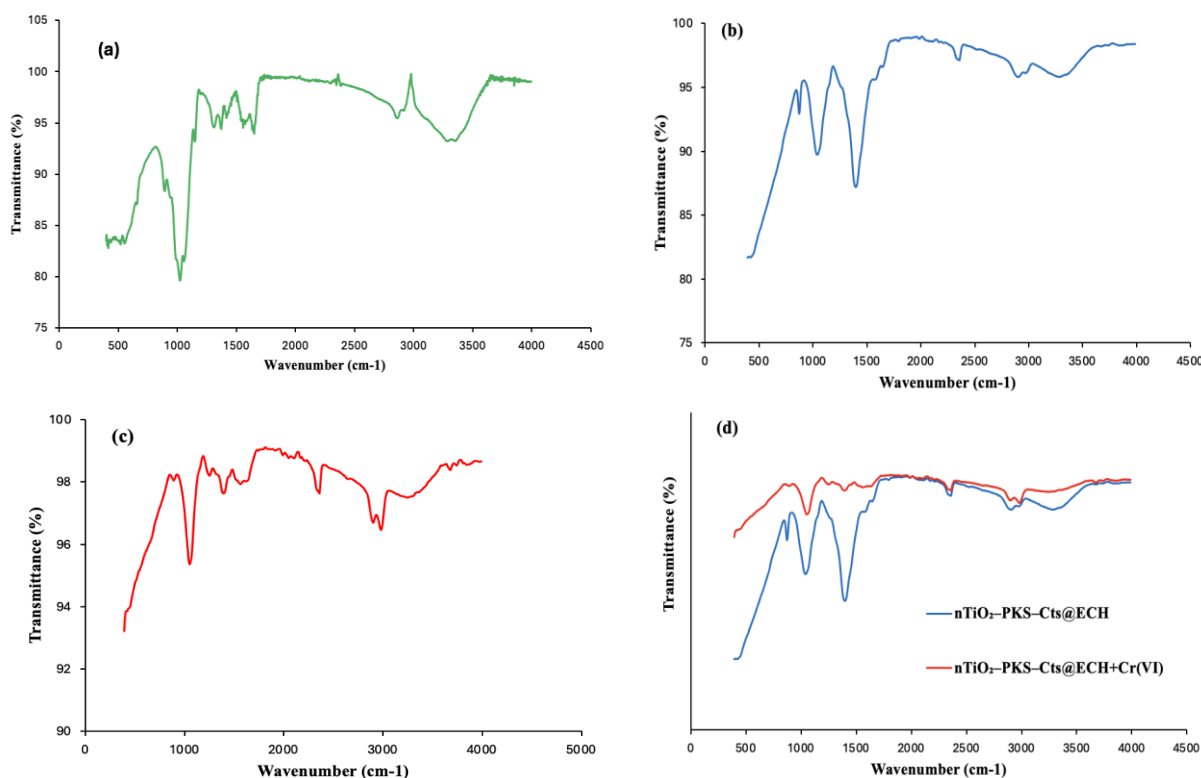 (a)
Transmittance (%)
105
100
95
90
85
80
75
0 500 1000 1500 2000 2500 3000 3500 4000 4500
Wavenumber (cm-1)
(b)
Transmittance (%)
100
95
90
85
80
75
0 500 1000 1500 2000 2500 3000 3500 4000 4500
Wavenumber (cm-1)
(c)
Transmittance (%)
100
98
96
94
92
90
0 1000 2000 3000 4000 5000
Wavenumber (cm-1)
(d)
Transmittance (%)
nTiO₂–PKS–Cts@ECH
nTiO₂–PKS–Cts@ECH+Cr(VI)
0 500 1000 1500 2000 2500 3000 3500 4000 4500
Wavenumber (cm-1)